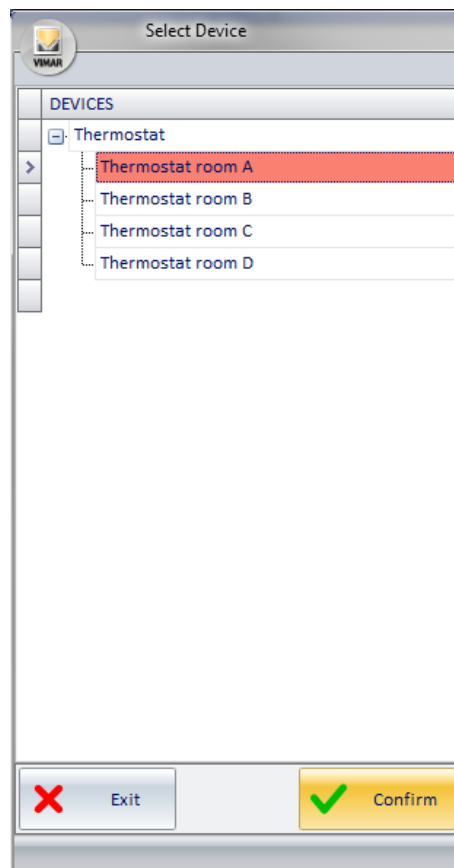 Select Device
VIMAR
DEVICES
Thermostat
Thermostat room A
Thermostat room B
Thermostat room C
Thermostat room D
Exit
Confirm